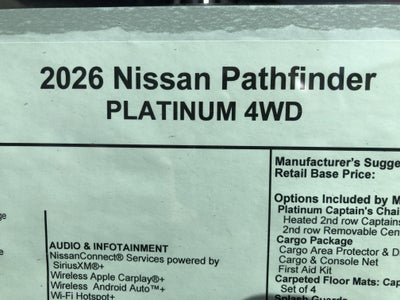 2026 Nissan Pathfinder
PLATINUM 4WD
AUDIO & INFOTAINMENT
NissanConnect® Services powered by
SiriusXM®+
Wireless Apple Carplay®+
Wireless Android Auto™+
Wi-Fi Hotspot+
Manufacturer's Sugge
Retail Base Price:
Options Included by M
Platinum Captain's Chai
Heated 2nd row Captains
2nd row Removable Cen
Cargo Package
Cargo Area Protector & D
Cargo & Console Net
First Aid Kit
Carpeted Floor Mats: Cap
Set of 4
Splash Guards